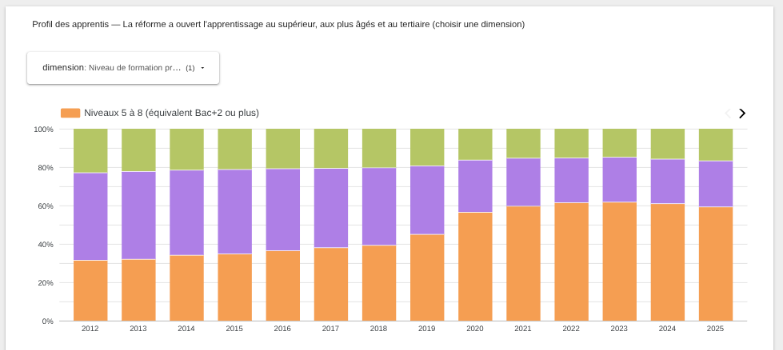 Profil des apprentis — La réforme a ouvert l'apprentissage au supérieur, aux plus âgés et au tertiaire (choisir une dimension)
dimension: Niveau de formation pr… (1)
Niveaux 5 à 8 (équivalent Bac+2 ou plus)
100%
80%
60%
40%
20%
0%
2012 2013 2014 2015 2016 2017 2018 2019 2020 2021 2022 2023 2024 2025